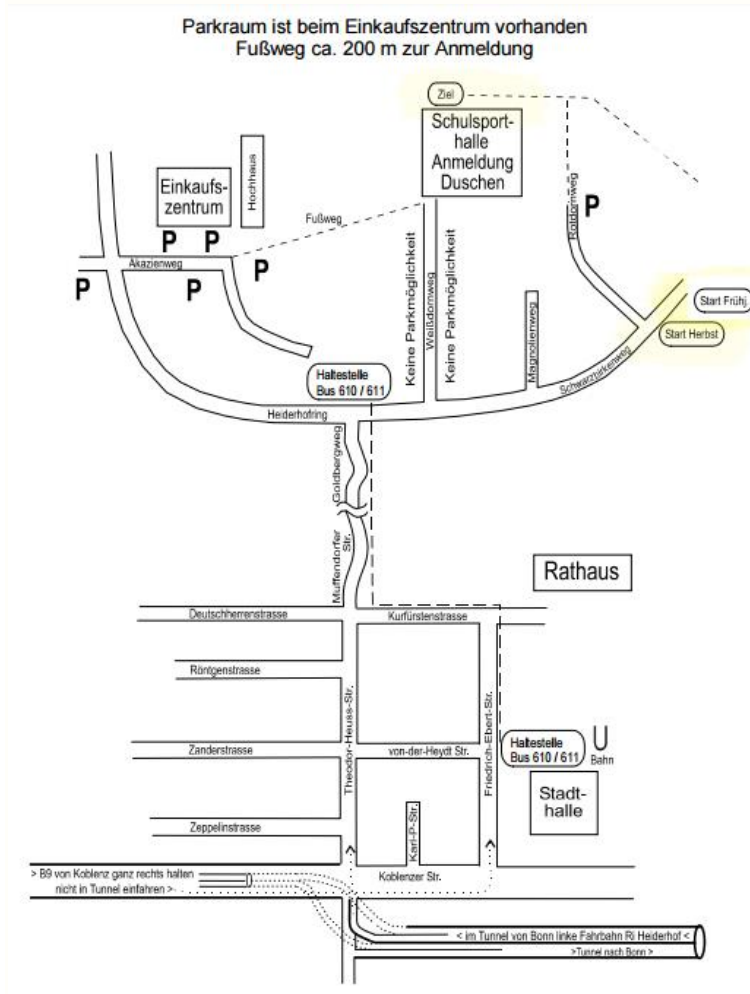 Parkraum ist beim Einkaufszentrum vorhanden
Fußweg ca. 200 m zur Anmeldung
Ziel
Schulsport-
halle
Anmeldung
Duschen
Hochhaus
Einkaufs-
zentrum
Fußweg
P
P
P
P
P
P
Akazienweg
Rotdornweg
Keine Parkmöglichkeit
Weißdornweg
Keine Parkmöglichkeit
Magnolienweg
Start Frühj.
Start Herbst
Schwarzbirkenweg
Haltestelle
Bus 610 / 611
Heiderhofring
Goldbergweg
Muffendorfer
Str.
Rathaus
Deutschherrenstrasse
Kurfürstenstrasse
Röntgenstrasse
Theodor-Heuss-Str.
Friedrich-Ebert-Str.
Zanderstrasse
von-der-Heydt Str.
Haltestelle
Bus 610 / 611
U
Bahn
Stadt-
halle
Zeppelinstrasse
Karl-P-Str.
> B9 von Koblenz ganz rechts halten
nicht in Tunnel einfahren >
Koblenzer Str.
< im Tunnel von Bonn linke Fahrbahn Ri Heiderhof <
>Tunnel nach Bonn >